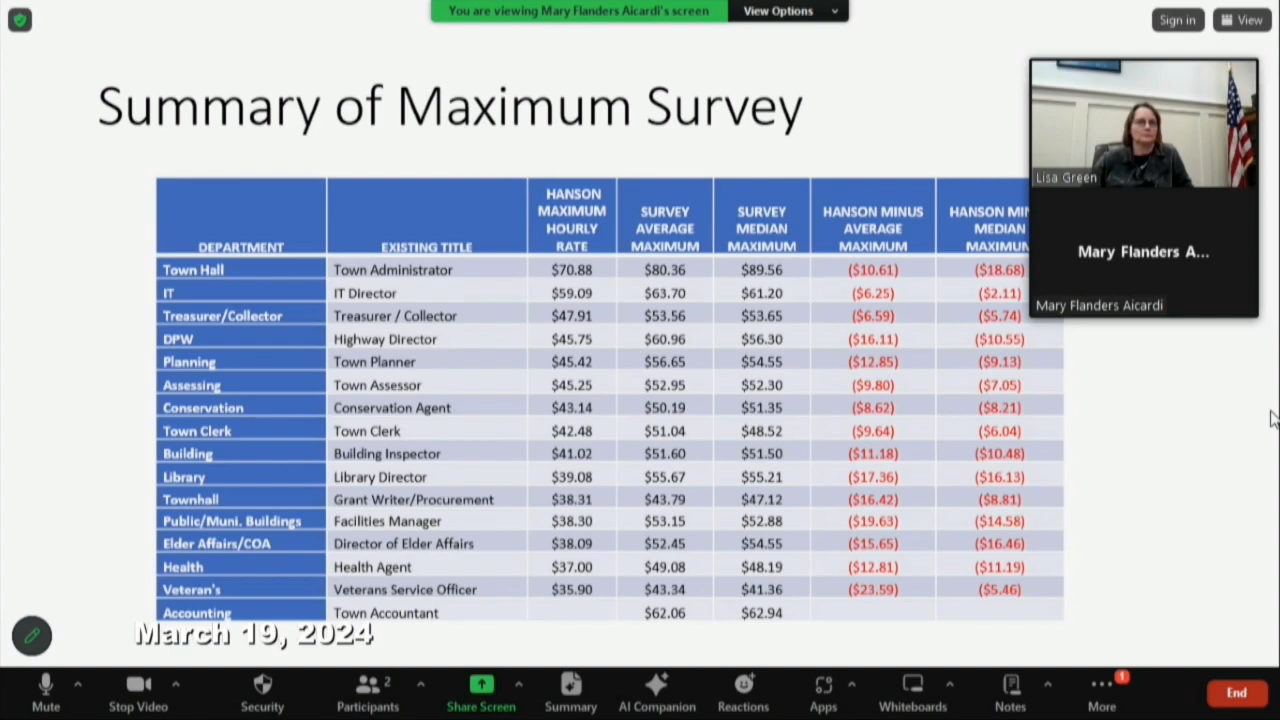 You are viewing Mary Flanders Aicardi's screen
View Options
Sign in
View
Summary of Maximum Survey
Lisa Green
Mary Flanders A...
Mary Flanders Aicardi
DEPARTMENT EXISTING TITLE HANSON MAXIMUM HOURLY RATE SURVEY AVERAGE MAXIMUM SURVEY MEDIAN MAXIMUM HANSON MINUS AVERAGE MAXIMUM HANSON MIN MEDIAN MAXIMUM
Town Hall Town Administrator $70.88 $80.36 $89.56 ($10.61) ($18.68)
IT IT Director $59.09 $63.70 $61.20 ($6.25) ($2.11)
Treasurer/Collector Treasurer / Collector $47.91 $53.56 $53.65 ($6.59) ($5.74)
DPW Highway Director $45.75 $60.96 $56.30 ($16.11) ($10.55)
Planning Town Planner $45.42 $56.65 $54.55 ($12.85) ($9.13)
Assessing Town Assessor $45.25 $52.95 $52.30 ($9.80) ($7.05)
Conservation Conservation Agent $43.14 $50.19 $51.35 ($8.62) ($8.21)
Town Clerk Town Clerk $42.48 $51.04 $48.52 ($9.64) ($6.04)
Building Building Inspector $41.02 $51.60 $51.50 ($11.18) ($10.48)
Library Library Director $39.08 $55.67 $55.21 ($17.36) ($16.13)
Townhall Grant Writer/Procurement $38.31 $43.79 $47.12 ($16.42) ($8.81)
Public/Muni. Buildings Facilities Manager $38.30 $53.15 $52.88 ($19.63) ($14.58)
Elder Affairs/COA Director of Elder Affairs $38.09 $52.45 $54.55 ($15.65) ($16.46)
Health Health Agent $37.00 $49.08 $48.19 ($12.81) ($11.19)
Veteran's Veterans Service Officer $35.90 $43.34 $41.36 ($23.59) ($5.46)
Accounting Town Accountant $62.06 $62.94
March 19, 2024
Mute
Stop Video
Security
2
Participants
Share Screen
Summary
AI Companion
Reactions
Apps
Whiteboards
Notes
1
More
End